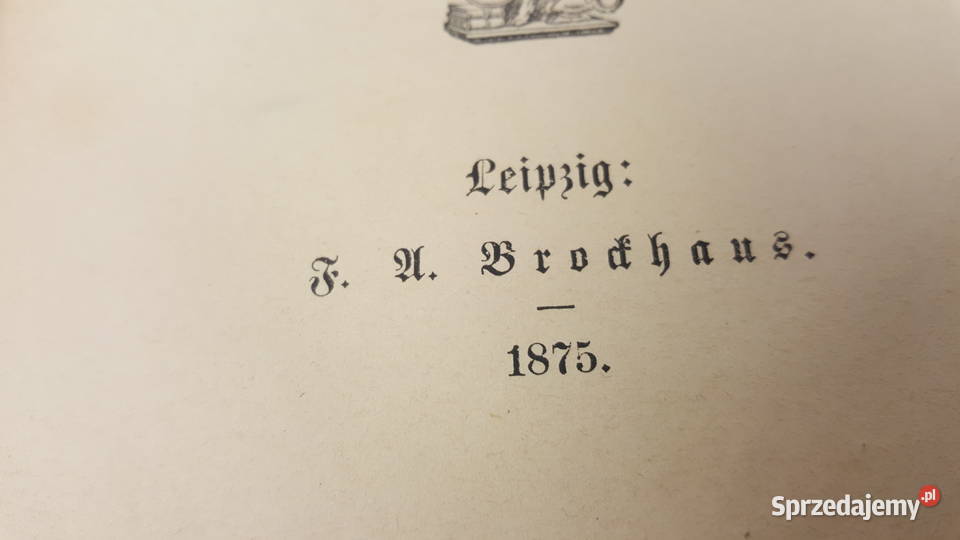 Leipzig:
F. A. Brockhaus.
1875.
Sprzedajemy.pl